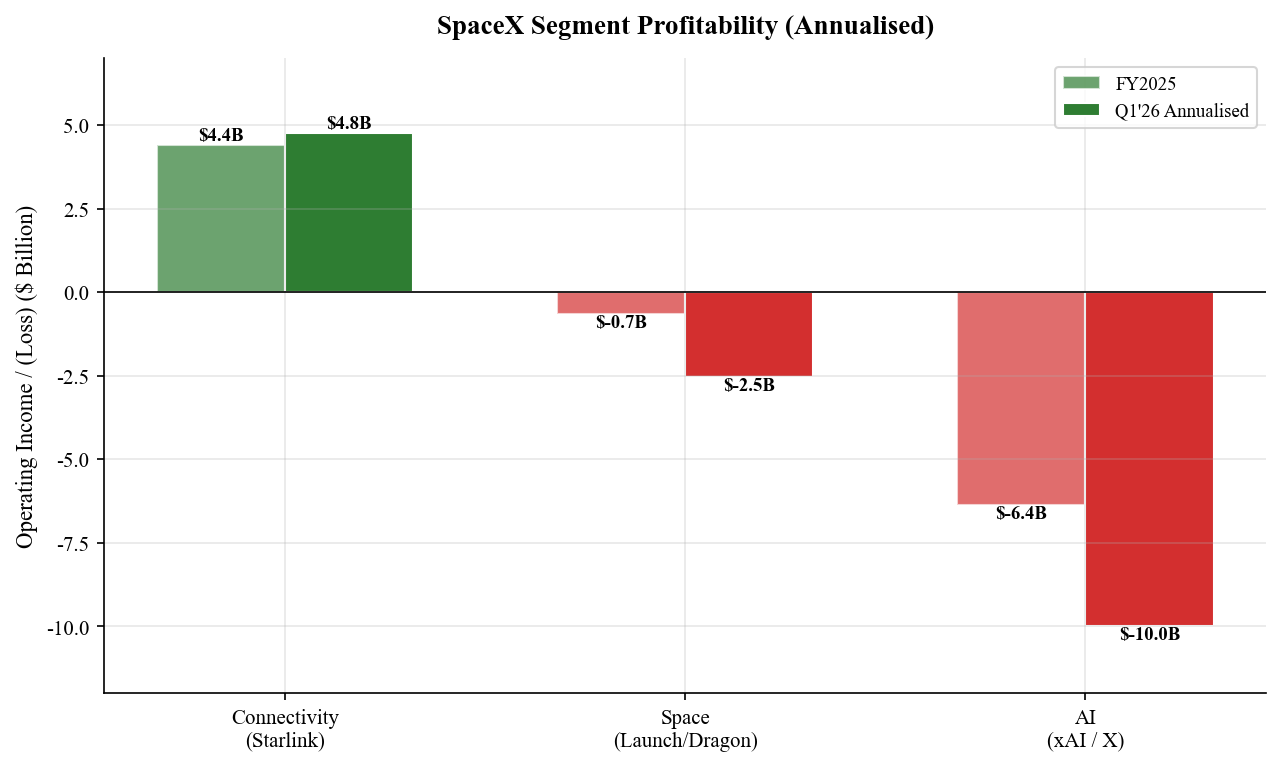 SpaceX Segment Profitability (Annualised)
FY2025
Q1'26 Annualised
Operating Income / (Loss) ($ Billion)
5.0
2.5
0.0
-2.5
-5.0
-7.5
-10.0
$4.4B
$4.8B
$-0.7B
$-2.5B
$-6.4B
$-10.0B
Connectivity
(Starlink)
Space
(Launch/Dragon)
AI
(xAI / X)